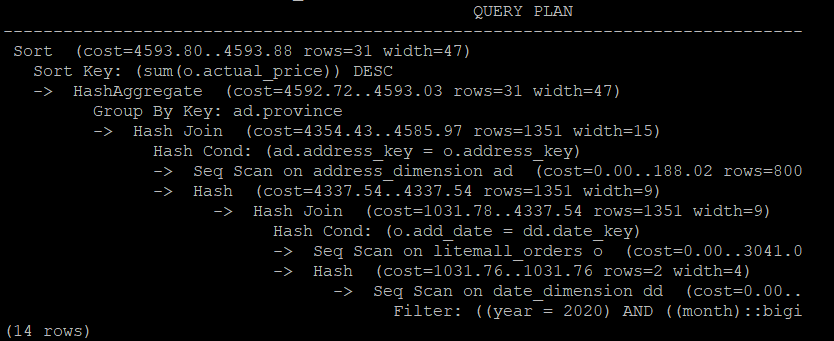 QUERY PLAN
--------------------------------------------------------------------------------
Sort  (cost=4593.80..4593.88 rows=31 width=47)
Sort Key: (sum(o.actual_price)) DESC
->  HashAggregate  (cost=4592.72..4593.03 rows=31 width=47)
Group By Key: ad.province
->  Hash Join  (cost=4354.43..4585.97 rows=1351 width=15)
Hash Cond: (ad.address_key = o.address_key)
->  Seq Scan on address_dimension ad  (cost=0.00..188.02 rows=800
->  Hash  (cost=4337.54..4337.54 rows=1351 width=9)
->  Hash Join  (cost=1031.78..4337.54 rows=1351 width=9)
Hash Cond: (o.add_date = dd.date_key)
->  Seq Scan on litemall_orders o  (cost=0.00..3041.0
->  Hash  (cost=1031.76..1031.76 rows=2 width=4)
->  Seq Scan on date_dimension dd  (cost=0.00..
Filter: ((year = 2020) AND ((month)::bigi
(14 rows)